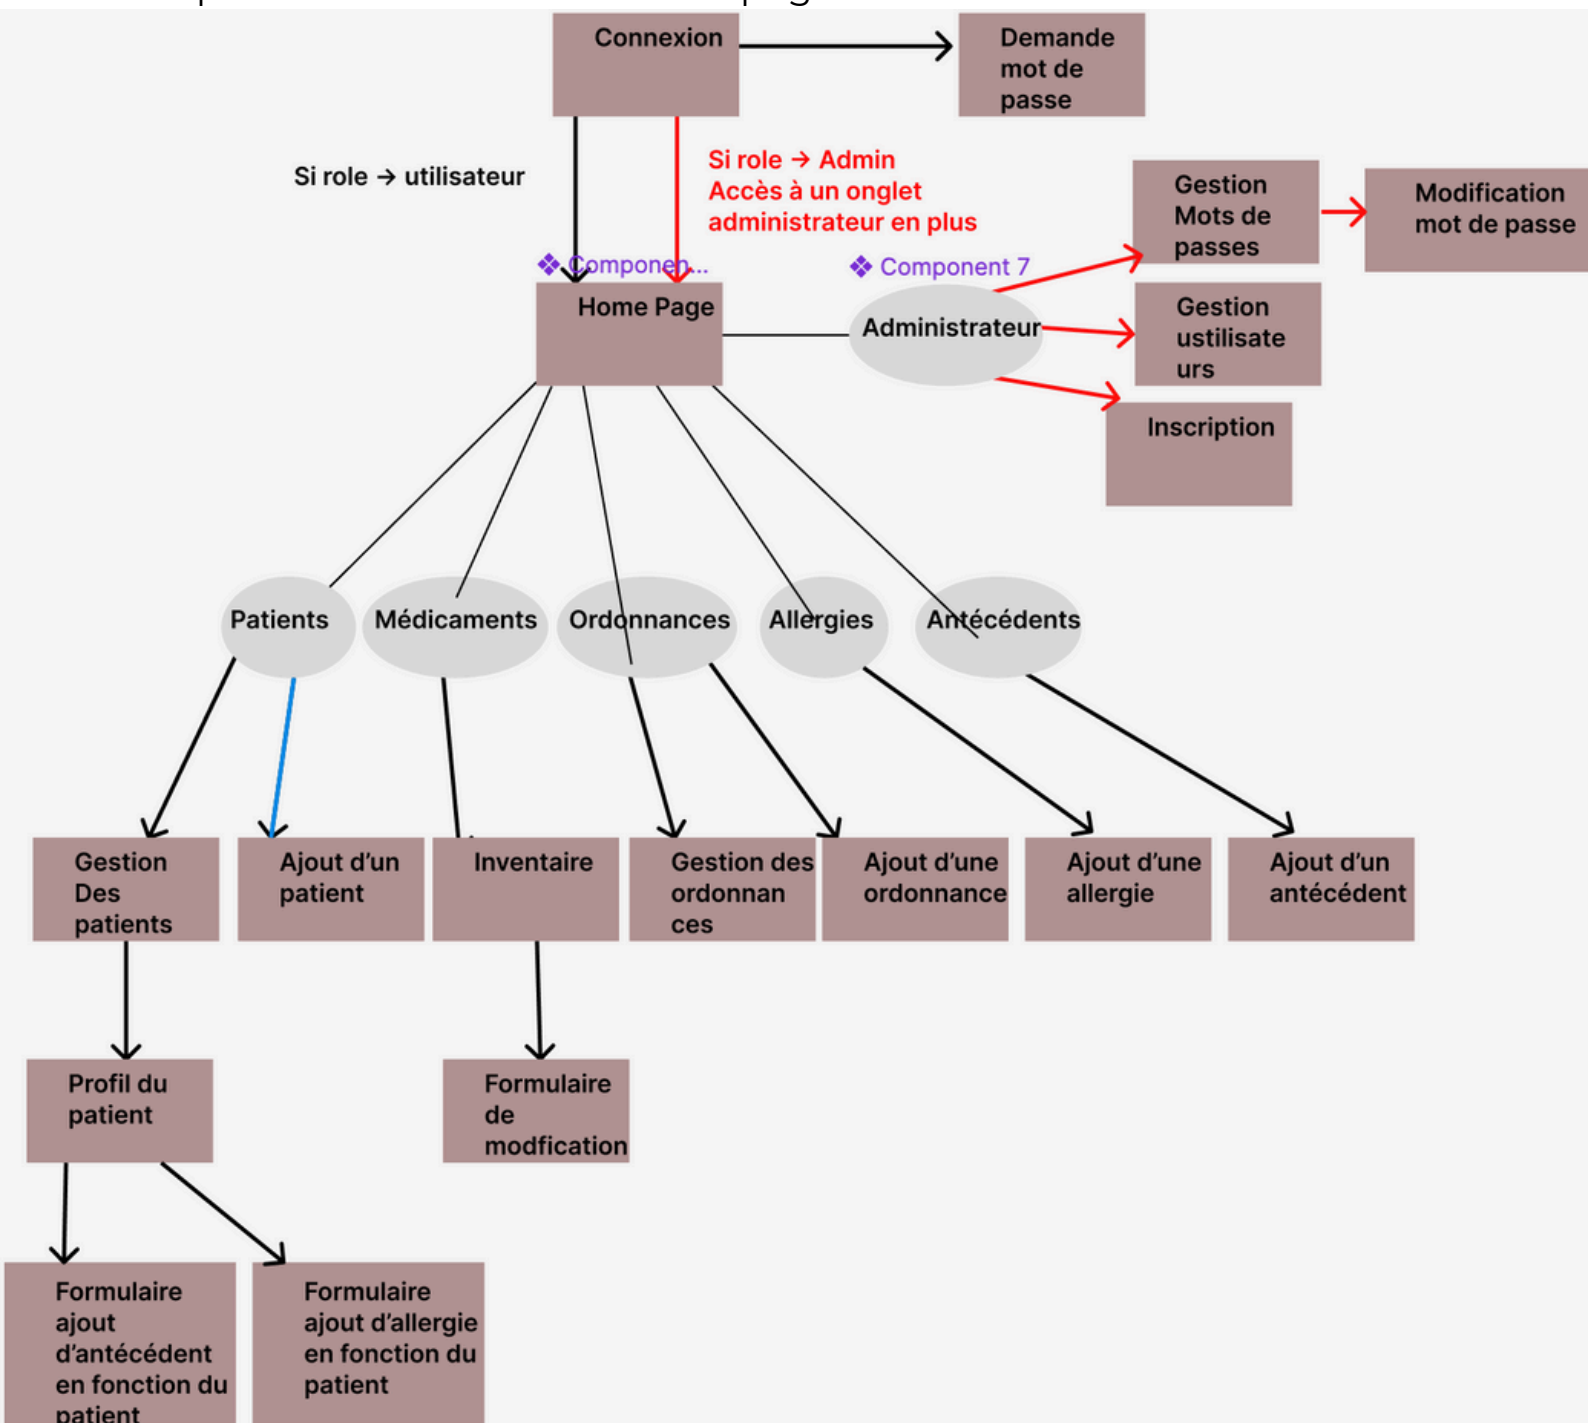 Connexion
Demande
mot de
passe
Si role → utilisateur
Si role → Admin
Accès à un onglet
administrateur en plus
Gestion
Mots de
passes
Modification
mot de passe
❖ Componen...
❖ Component 7
Home Page
Administrateur
Gestion
ustilisate
urs
Inscription
Patients
Médicaments
Ordonnances
Allergies
Antécédents
Gestion
Des
patients
Ajout d’un
patient
Inventaire
Gestion des
ordonnan
ces
Ajout d’une
ordonnance
Ajout d’une
allergie
Ajout d’un
antécédent
Profil du
patient
Formulaire
de
modfication
Formulaire
ajout
d’antécédent
en fonction du
patient
Formulaire
ajout d’allergie
en fonction du
patient